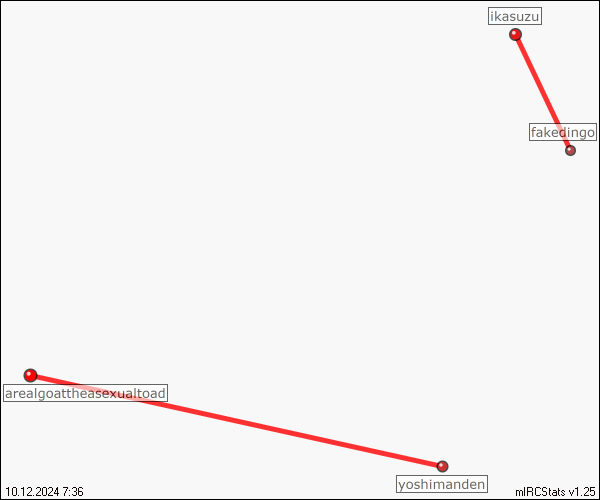 ikasuzu
fakedingo
arealgoattheasexualtoad
yoshimanden
10.12.2024 7:36
mIRCStats v1.25